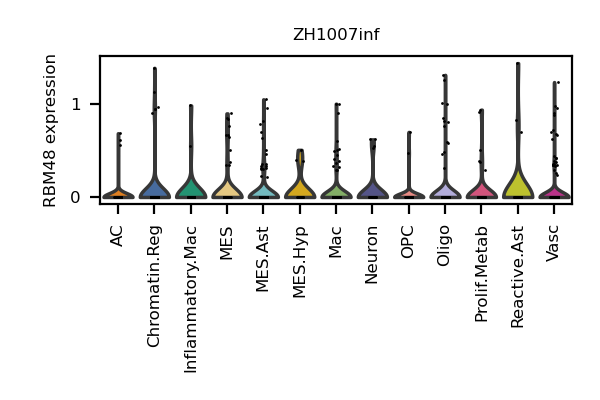 ZH1007inf
RBM48 expression
1
0
AC
Chromatin.Reg
Inflammatory.Mac
MES
MES.Ast
MES.Hyp
Mac
Neuron
OPC
Oligo
Prolif.Metab
Reactive.Ast
Vasc